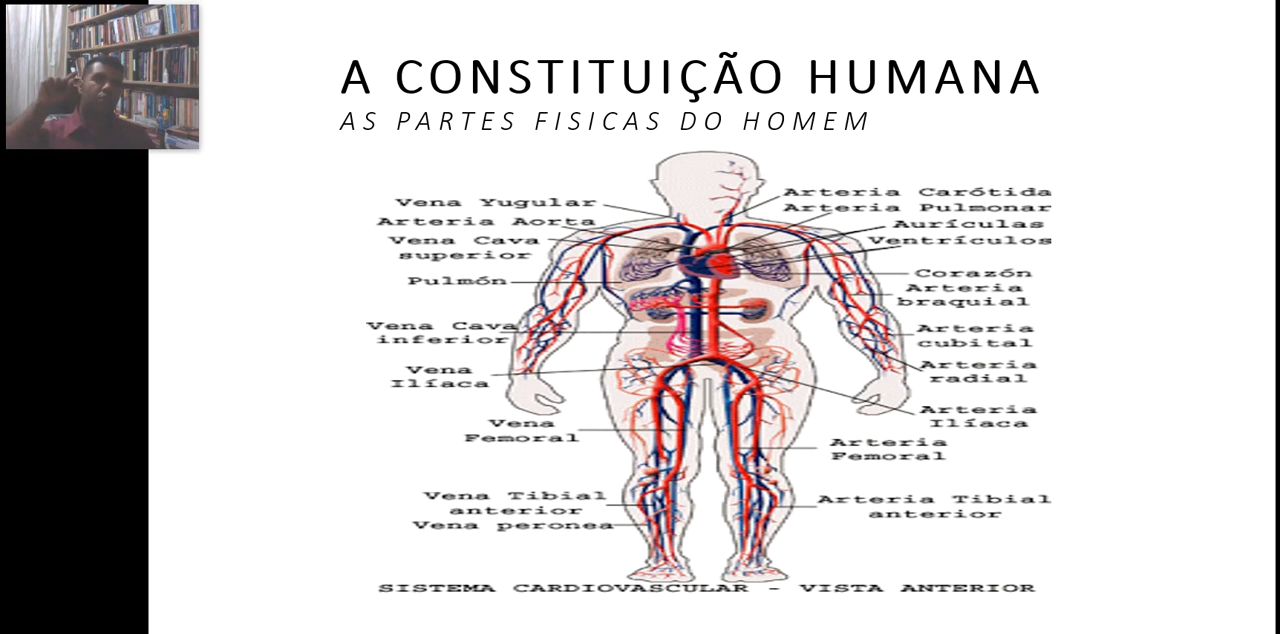 A CONSTITUIÇÃO HUMANA
AS PARTES FISICAS DO HOMEM
Vena Yugular
Arteria Aorta
Vena Cava
superior
Pulmón
Vena Cava
inferior
Vena
Ilíaca
Vena
Femoral
Vena Tibial
anterior
Vena peronea
Arteria Carótida
Arteria Pulmonar
Aurículas
Ventrículos
Corazón
Arteria
braquial
Arteria
cubital
Arteria
radial
Arteria
Ilíaca
Arteria
Femoral
Arteria Tibial
anterior
SISTEMA CARDIOVASCULAR - VISTA ANTERIOR